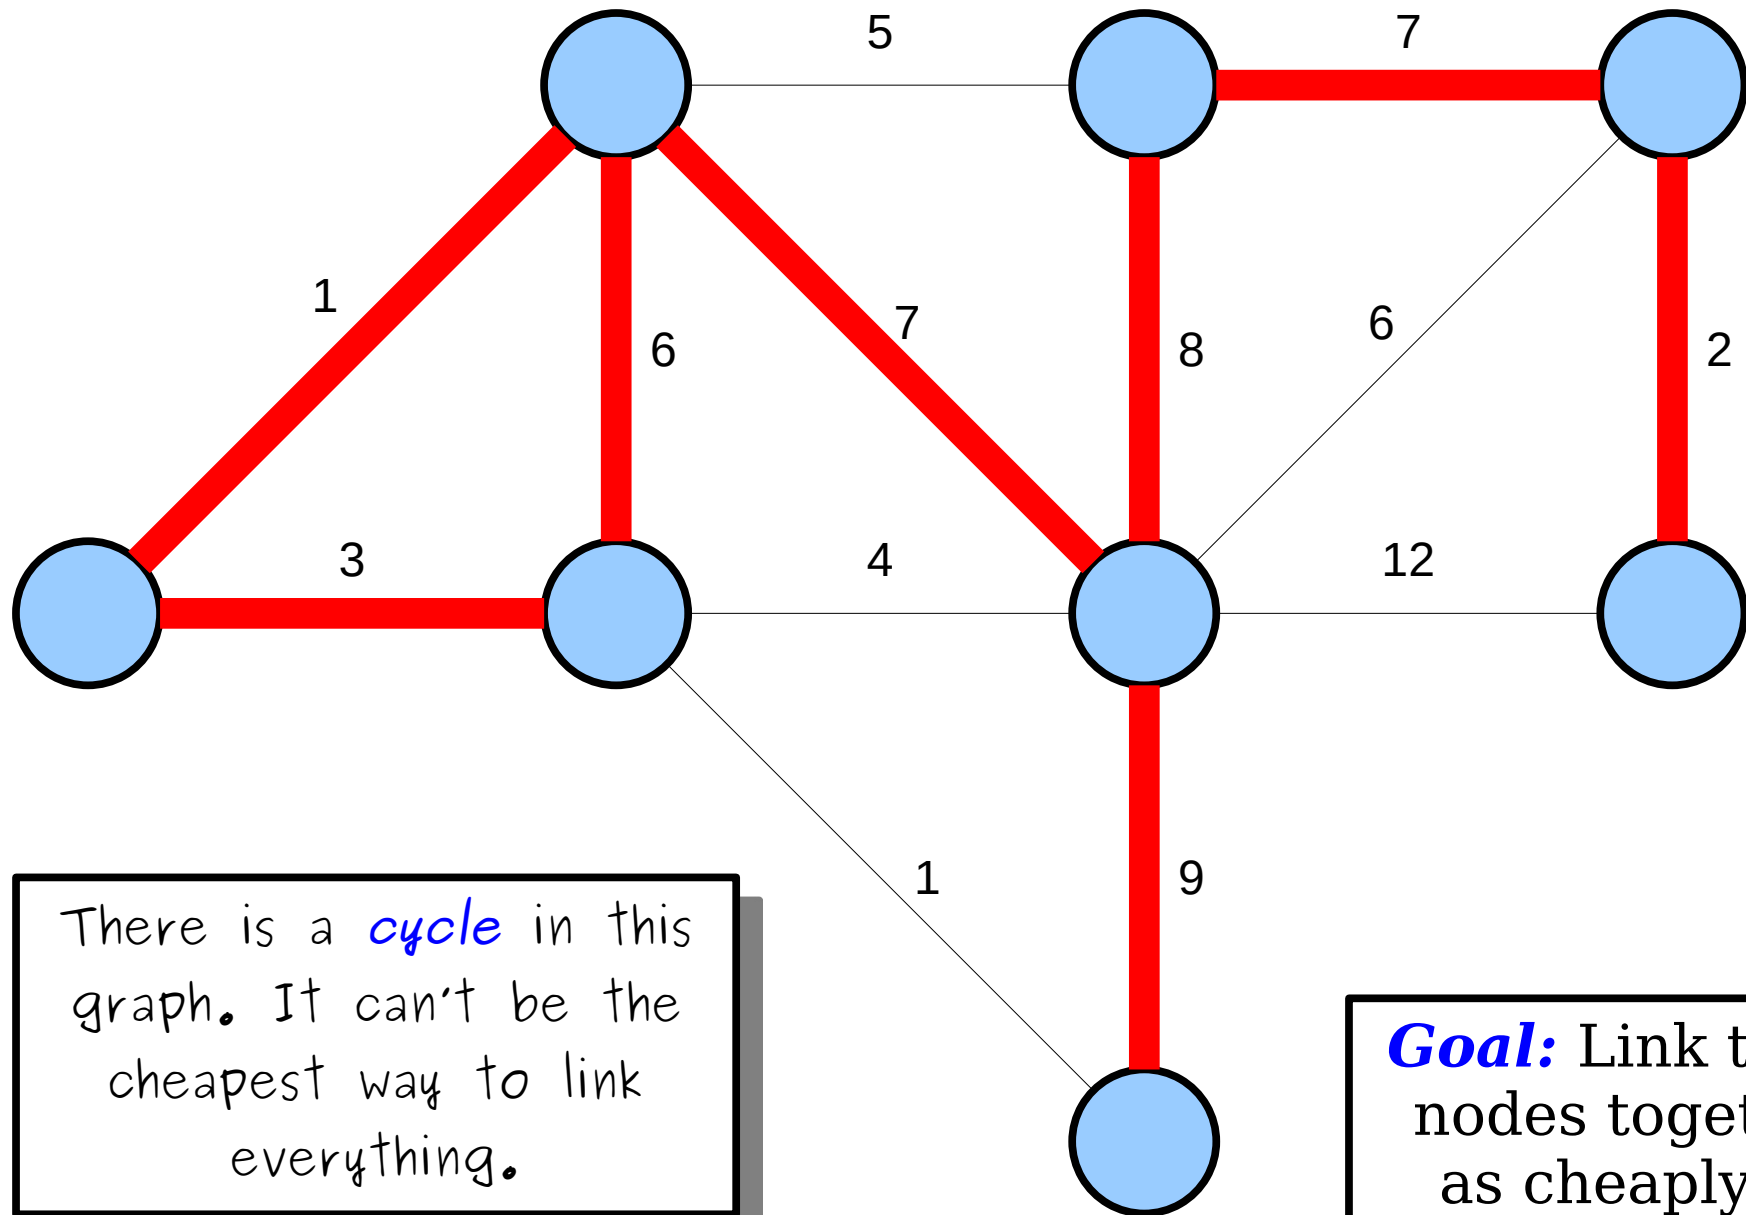 5
7
1
6
7
8
6
2
3
4
12
1
9
There is a cycle in this
graph. It can't be the
cheapest way to link
everything.
Goal: Link
nodes
as cheaply